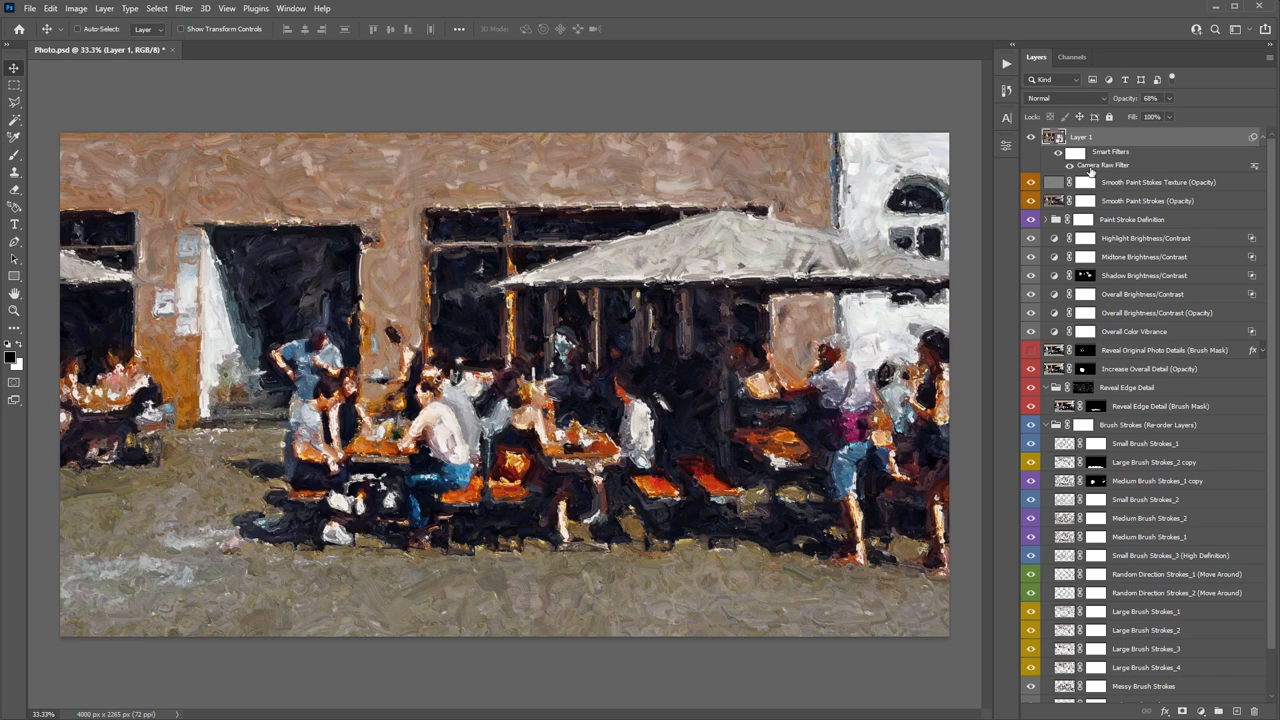 Ps File Edit Image Layer Type Select Filter 3D View Plugins Window Help
Auto-Select: Layer Show Transform Controls 3D Mode:
Photo.psd @ 33.3% (Layer 1, RGB/8) *
Layers Channels
Kind
Normal Opacity: 68%
Lock: Fill: 100%
Layer 1
Smart Filters
Camera Raw Filter
Smooth Paint Stokes Texture (Opacity)
Smooth Paint Strokes (Opacity)
Paint Stroke Definition
Highlight Brightness/Contrast
Midtone Brightness/Contrast
Shadow Brightness/Contrast
Overall Brightness/Contrast
Overall Brightness/Contrast (Opacity)
Overall Color Vibrance
Reveal Original Photo Details (Brush Mask) fx
Increase Overall Detail (Opacity)
Reveal Edge Detail
Reveal Edge Detail (Brush Mask)
Brush Strokes (Re-order Layers)
Small Brush Strokes_1
Large Brush Strokes_2 copy
Medium Brush Strokes_1 copy
Small Brush Strokes_2
Medium Brush Strokes_2
Medium Brush Strokes_1
Small Brush Strokes_3 (High Definition)
Random Direction Strokes_1 (Move Around)
Random Direction Strokes_2 (Move Around)
Large Brush Strokes_1
Large Brush Strokes_2
Large Brush Strokes_3
Large Brush Strokes_4
Messy Brush Strokes
33.33% 4000 px x 2265 px (72 ppi)